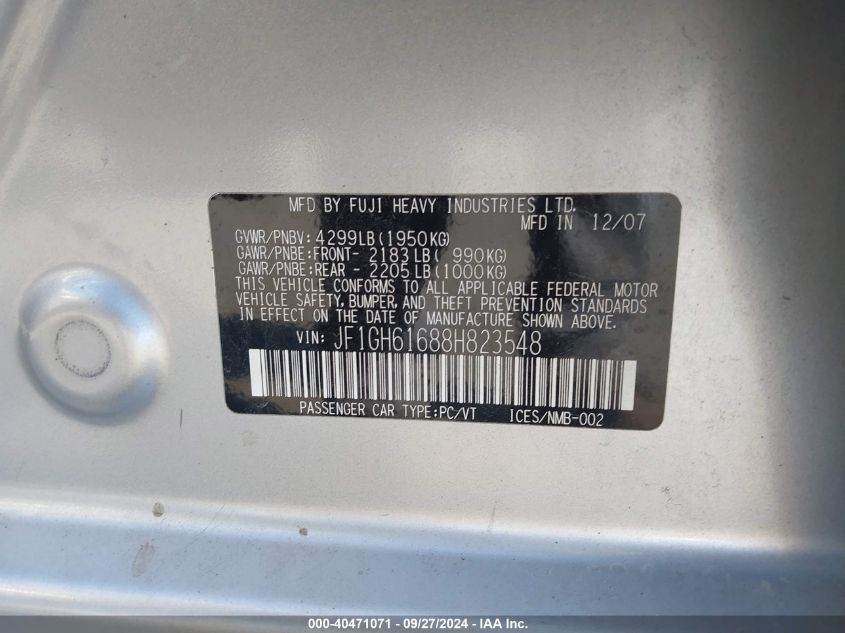 MFD BY FUJI HEAVY INDUSTRIES LTD.
MFD IN 12/07
GVWR/PNBV: 4299LB(1950KG)
GAWR/PNBE:FRONT- 2183LB( 990KG)
GAWR/PNBE:REAR - 2205LB(1000KG)
THIS VEHICLE CONFORMS TO ALL APPLICABLE FEDERAL MOTOR
VEHICLE SAFETY, BUMPER, AND THEFT PREVENTION STANDARDS
IN EFFECT ON THE DATE OF MANUFACTURE SHOWN ABOVE.
VIN: JF1GH61688H823548
PASSENGER CAR TYPE:PC/VT ICES/NMB-002
000-40471071 - 09/27/2024 - IAA Inc.